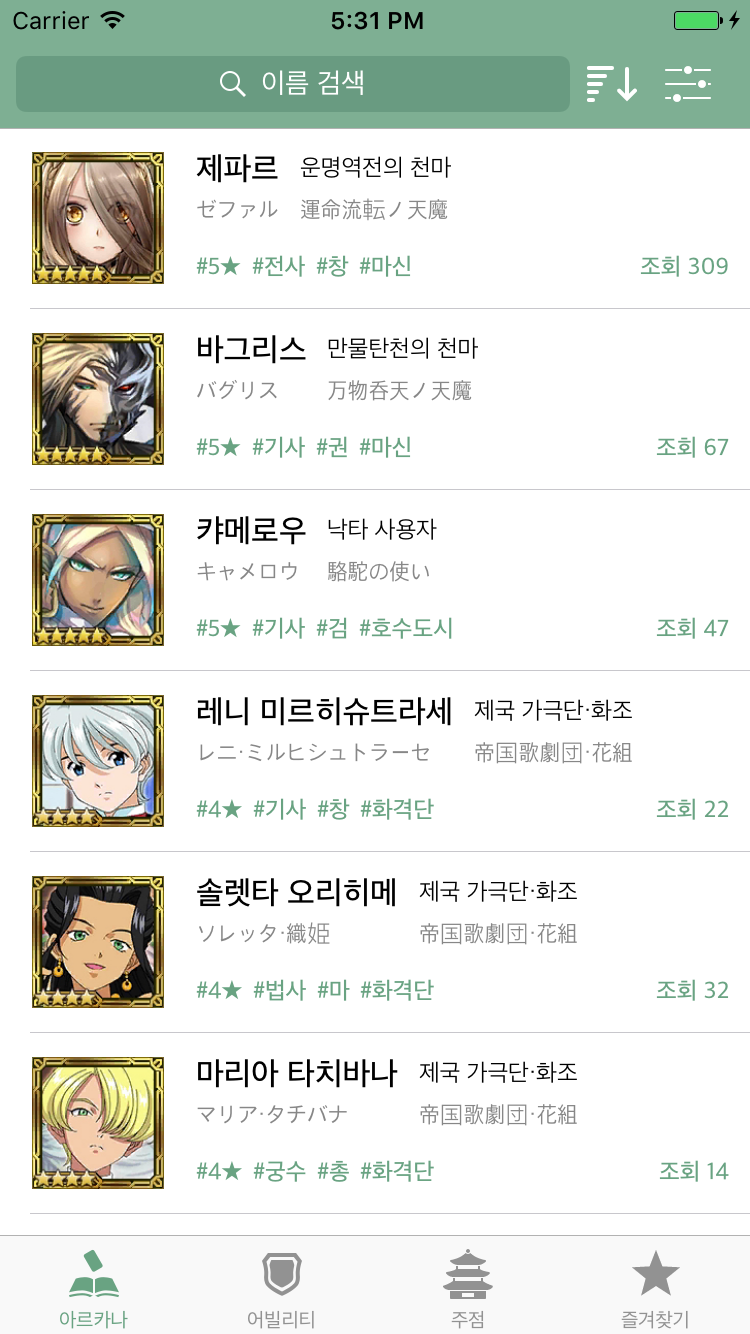 Carrier 5:31 PM
이름 검색
제파르 운명역전의 천마
ゼファル 運命流転ノ天魔
#5★ #전사 #창 #마신 조회 309
바그리스 만물탄천의 천마
バグリス 万物呑天ノ天魔
#5★ #기사 #권 #마신 조회 67
캬메로우 낙타 사용자
キャメロウ 駱駝の使い
#5★ #기사 #검 #호수도시 조회 47
레니 미르히슈트라세 제국 가극단·화조
レニ·ミルヒシュトラーセ 帝国歌劇団·花組
#4★ #기사 #창 #화격단 조회 22
솔렛타 오리히메 제국 가극단·화조
ソレッタ·織姫 帝国歌劇団·花組
#4★ #법사 #마 #화격단 조회 32
마리아 타치바나 제국 가극단·화조
マリア·タチバナ 帝国歌劇団·花組
#4★ #궁수 #총 #화격단 조회 14
아르카나 어빌리티 주점 즐겨찾기